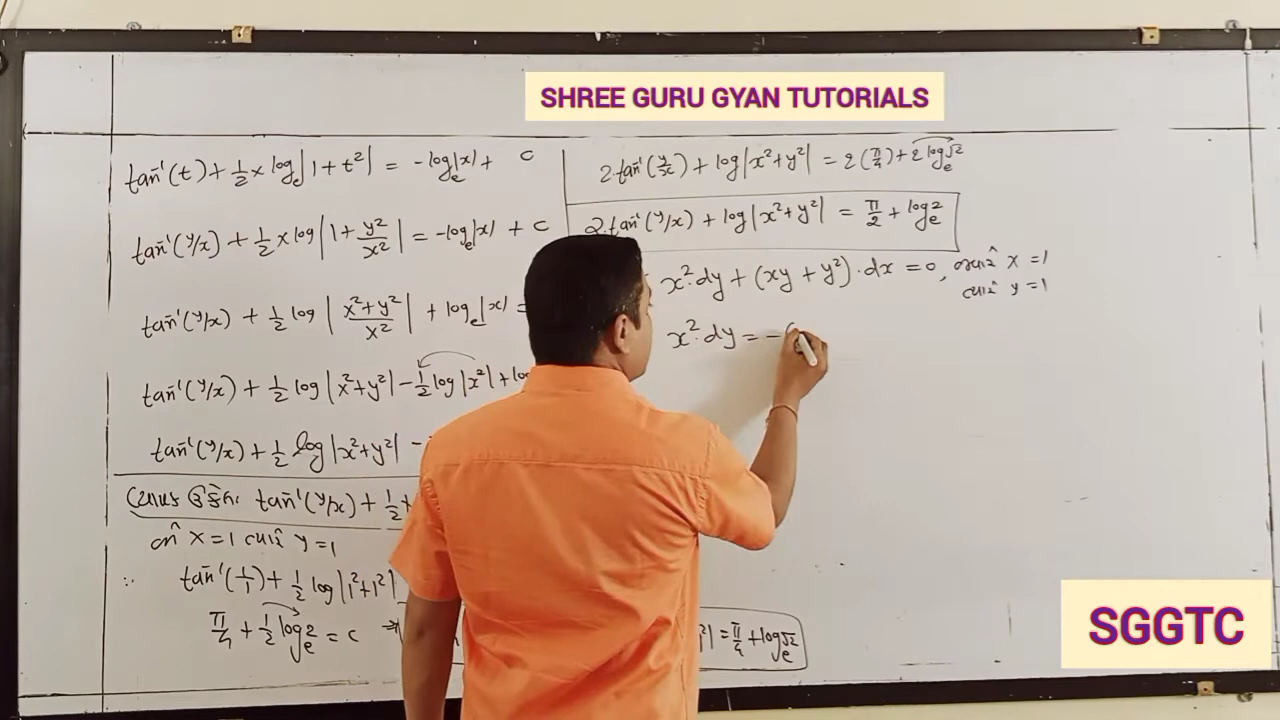 SHREE GURU GYAN TUTORIALS
tan⁻¹(t) + 1/2 × logₑ|1+t²| = -logₑ|x| + c
tan⁻¹(y/x) + 1/2 × log|1 + y²/x²| = -logₑ|x| + c
tan⁻¹(y/x) + 1/2 log|(x²+y²)/x²| + logₑ|x| =
tan⁻¹(y/x) + 1/2 log|x²+y²| - 1/2 log|x²| + log
tan⁻¹(y/x) + 1/2 log|x²+y²| -
વ્યાપક ઉકેલ: tan⁻¹(y/x) + 1/2
x=1 ત્યારે y=1
∴ tan⁻¹(1/1) + 1/2 log|1²+1²|
π/4 + 1/2 logₑ2 = c ⇒
| = π/4 + logₑ√2
2·tan⁻¹(y/x) + log|x²+y²| = 2(π/4) + 2logₑ√2
2·tan⁻¹(y/x) + log|x²+y²| = π/2 + logₑ2
x²dy + (xy + y²)·dx = 0, જ્યારે x = 1
ત્યારે y = 1
x²·dy = -(
SGGTC